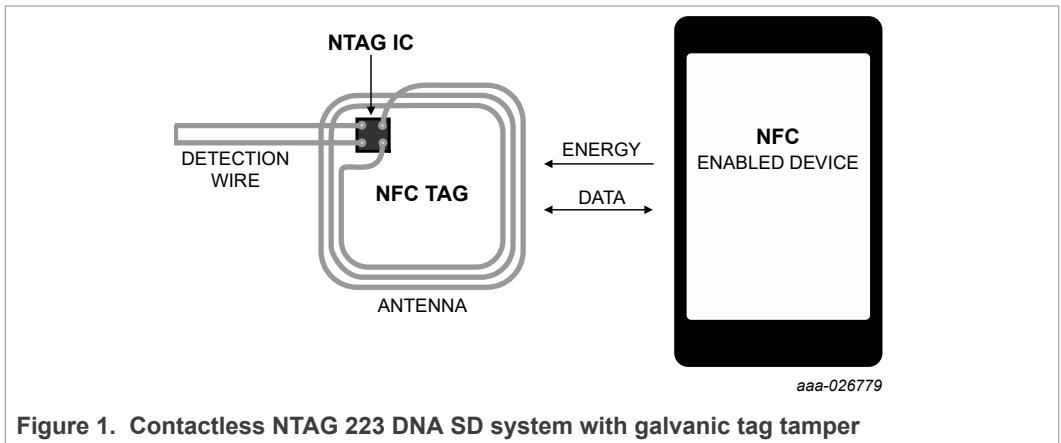 NTAG IC
DETECTION
WIRE
NFC TAG
ANTENNA
ENERGY
DATA
NFC
ENABLED DEVICE
aaa-026779
Figure 1. Contactless NTAG 223 DNA SD system with galvanic tag tamper